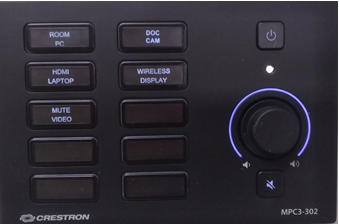 ROOM
PC
DOC
CAM
HDMI
LAPTOP
WIRELESS
DISPLAY
MUTE
VIDEO
CRESTRON
MPC3-302